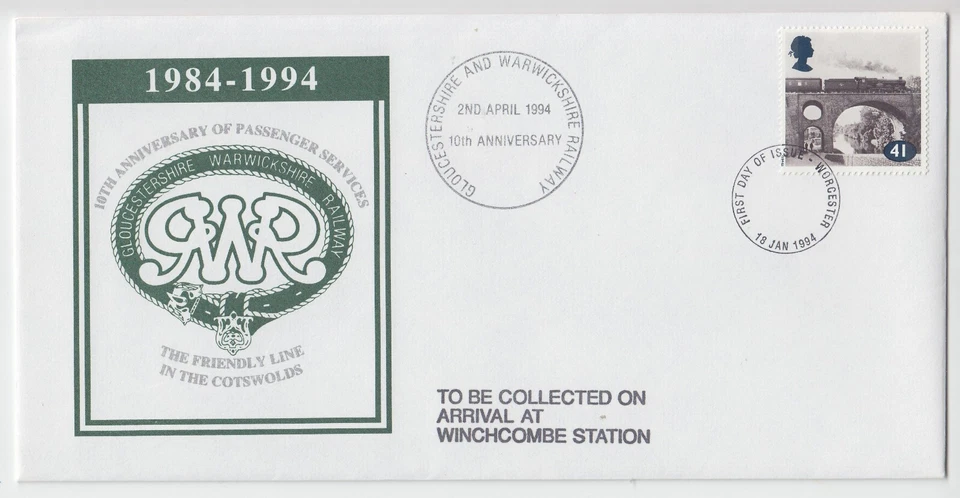 1984-1994
10TH ANNIVERSARY OF PASSENGER SERVICES
GLOUCESTERSHIRE WARWICKSHIRE RAILWAY
GWR
THE FRIENDLY LINE
IN THE COTSWOLDS
GLOUCESTERSHIRE AND WARWICKSHIRE RAILWAY
2ND APRIL 1994
10th ANNIVERSARY
41
FIRST DAY OF ISSUE - WORCESTER
18 JAN 1994
TO BE COLLECTED ON
ARRIVAL AT
WINCHCOMBE STATION